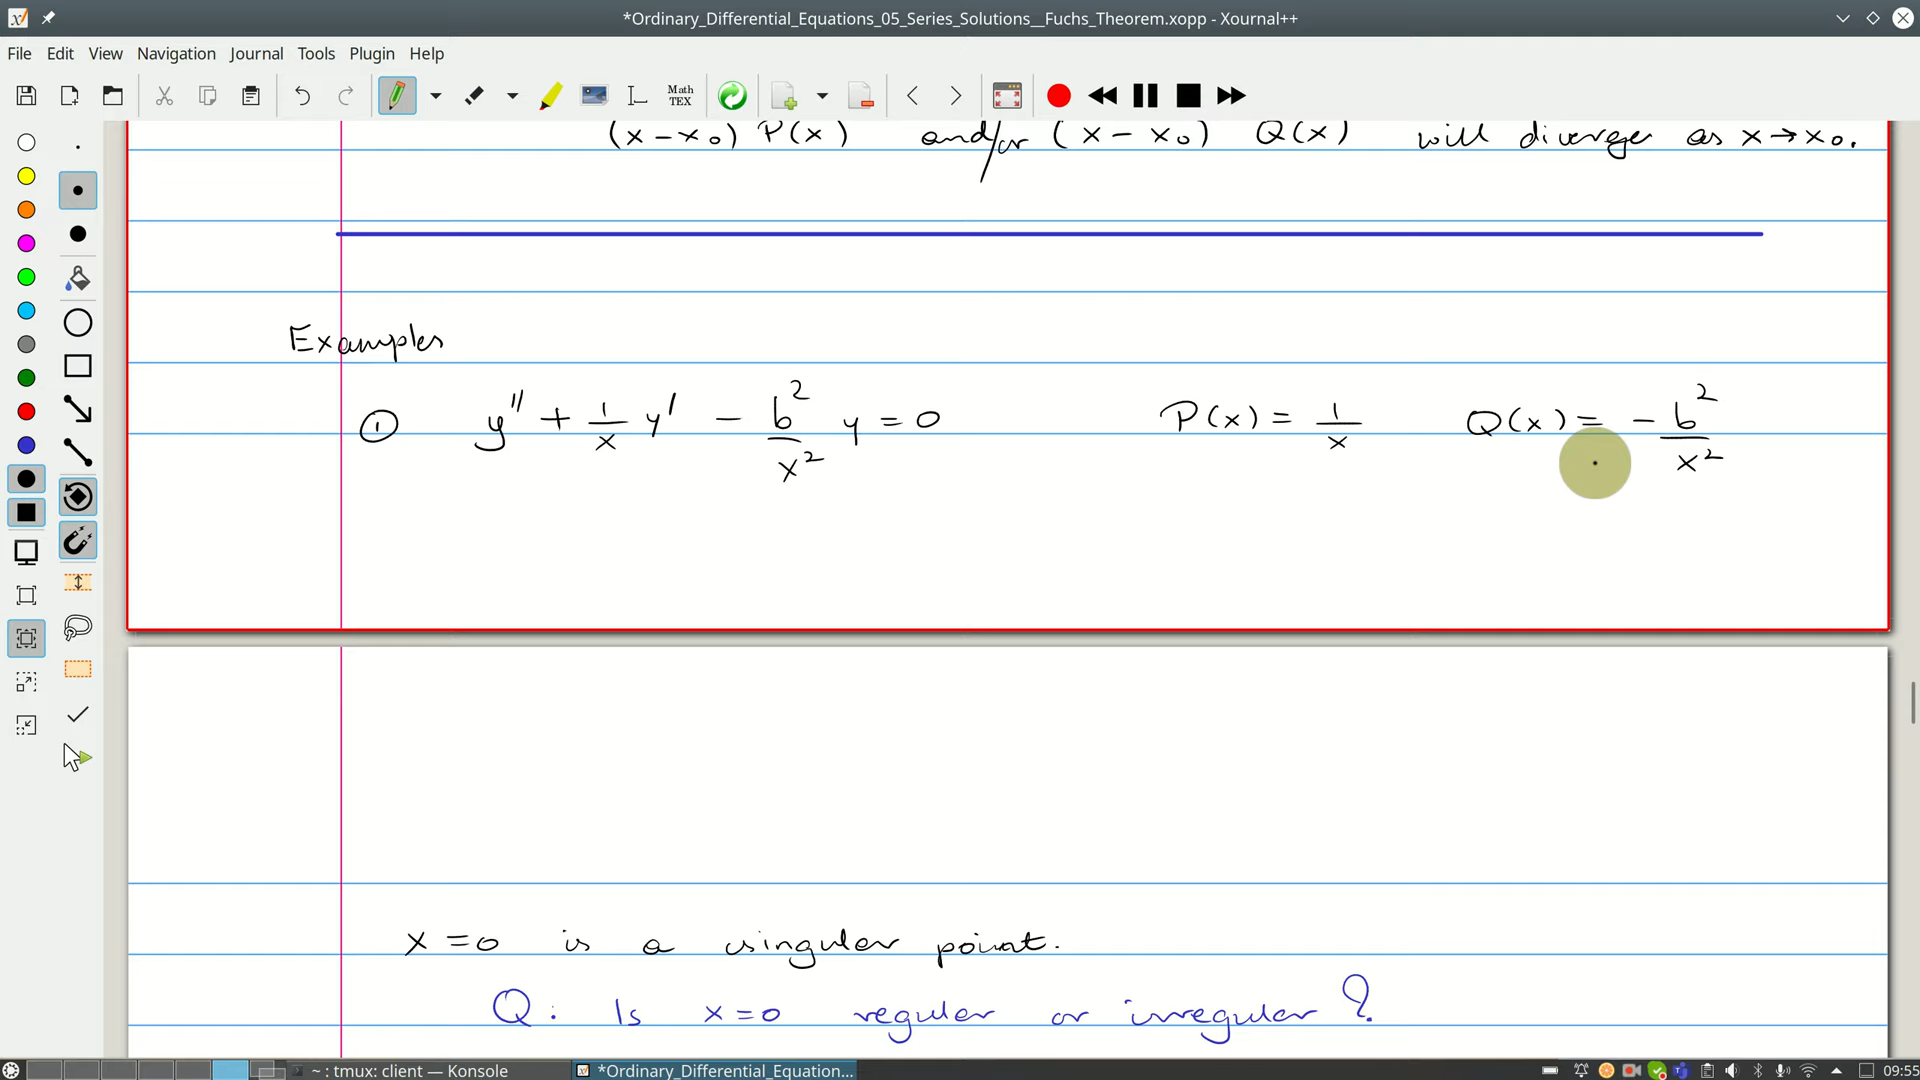 *Ordinary_Differential_Equations_05_Series_Solutions__Fuchs_Theorem.xopp - Xournal++
File Edit View Navigation Journal Tools Plugin Help
Math TEX
(x-x₀) P(x) and/or (x - x₀) Q(x) will diverge as x→x₀.
Examples
① y'' + 1/x y' - b²/x² y = 0 P(x) = 1/x Q(x) = - b²/x²
x = 0 is a singular point.
Q: Is x=0 regular or irregular?
~ : tmux: client — Konsole *Ordinary_Differential_Equation... 09:55